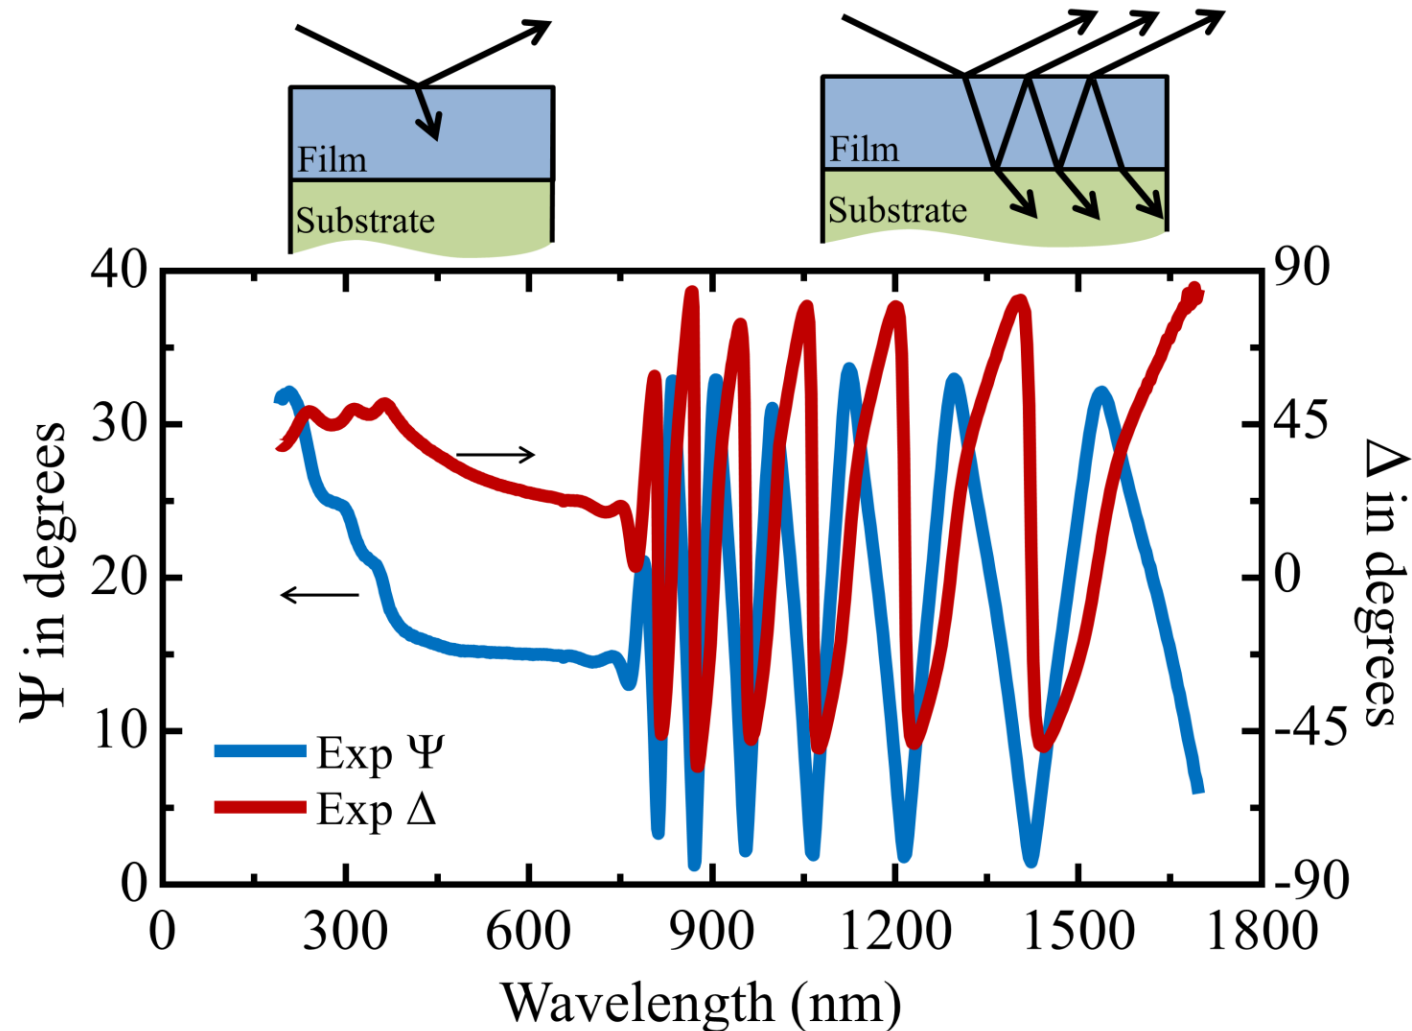 Film
Substrate
Film
Substrate
40
30
20
10
0
Ψ in degrees
90
45
0
-45
-90
Δ in degrees
Exp Ψ
Exp Δ
0
300
600
900
1200
1500
1800
Wavelength (nm)